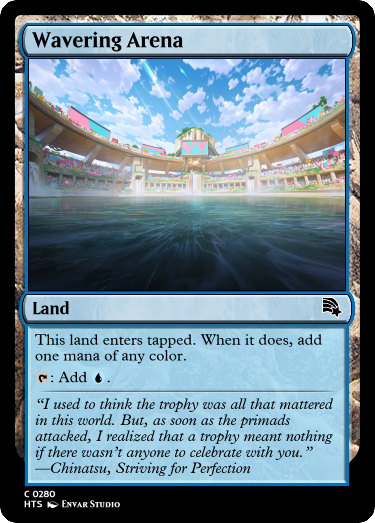 Wavering Arena
Land
This land enters tapped. When it does, add
one mana of any color.
: Add .
“I used to think the trophy was all that mattered
in this world. But, as soon as the primads
attacked, I realized that a trophy meant nothing
if there wasn’t anyone to celebrate with you.”
—Chinatsu, Striving for Perfection
C 0280
HTS Envar Studio